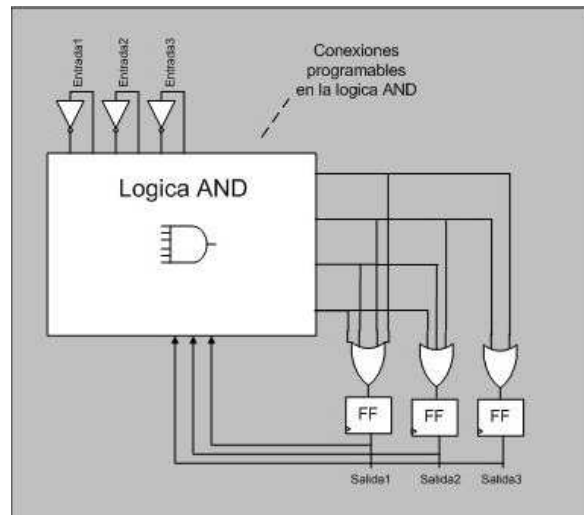 Entrada1
Entrada2
Entrada3
Conexiones
programables
en la logica AND
Logica AND
FF
FF
FF
Salida1
Salida2
Salida3